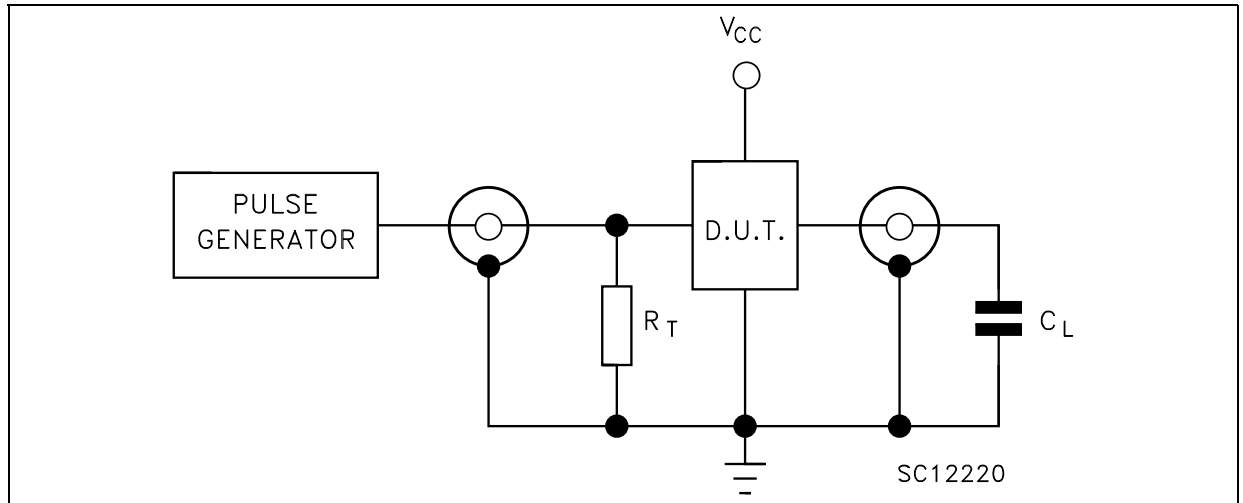 VCC
PULSE
GENERATOR
D.U.T.
RT
CL
SC12220